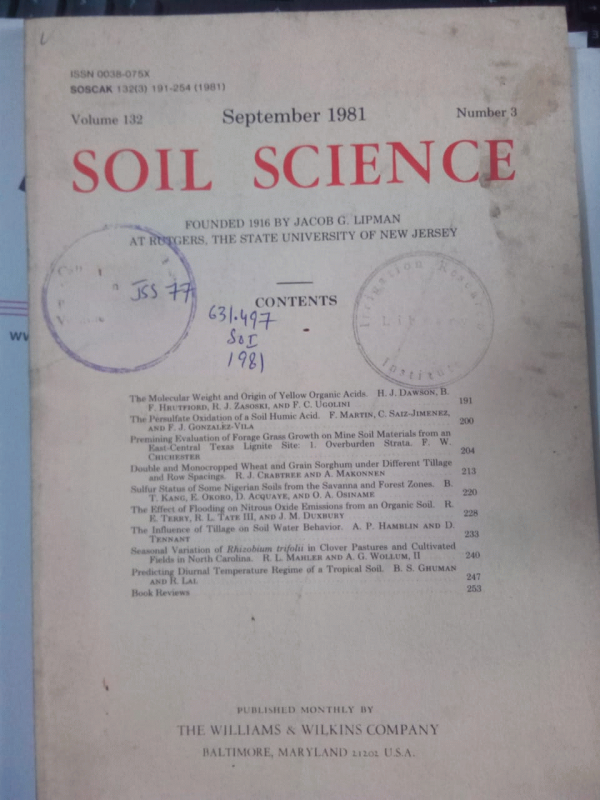 ISSN 0038-075X
SOSCAK 132(3) 191-254 (1981)
Volume 132 September 1981 Number 3
SOIL SCIENCE
FOUNDED 1916 BY JACOB G. LIPMAN
AT RUTGERS, THE STATE UNIVERSITY OF NEW JERSEY
CONTENTS
JSS 77
631.497
SOI
1981
Irrigation Research
LIBRARY
Institute
The Molecular Weight and Origin of Yellow Organic Acids. H. J. DAWSON, B.
F. HRUTFIORD, R. J. ZASOSKI, AND F. C. UGOLINI 191
The Persulfate Oxidation of a Soil Humic Acid. F. MARTIN, C. SAIZ-JIMENEZ,
AND F. J. GONZALEZ-VILA 200
Premining Evaluation of Forage Grass Growth on Mine Soil Materials from an
East-Central Texas Lignite Site: 1. Overburden Strata. F. W.
CHICHESTER 204
Double and Monocropped Wheat and Grain Sorghum under Different Tillage
and Row Spacings. R. J. CRABTREE AND A. MAKONNEN 213
Sulfur Status of Some Nigerian Soils from the Savanna and Forest Zones. B.
T. KANG, E. OKORO, D. ACQUAYE, AND O. A. OSINAME 220
The Effect of Flooding on Nitrous Oxide Emissions from an Organic Soil. R.
E. TERRY, R. L. TATE III, AND J. M. DUXBURY 228
The Influence of Tillage on Soil Water Behavior. A. P. HAMBLIN AND D.
TENNANT 233
Seasonal Variation of Rhizobium trifolii in Clover Pastures and Cultivated
Fields in North Carolina. R. L. MAHLER AND A. G. WOLLUM, II 240
Predicting Diurnal Temperature Regime of a Tropical Soil. B. S. GHUMAN
AND R. LAL 247
Book Reviews 253
PUBLISHED MONTHLY BY
THE WILLIAMS & WILKINS COMPANY
BALTIMORE, MARYLAND 21202 U.S.A.